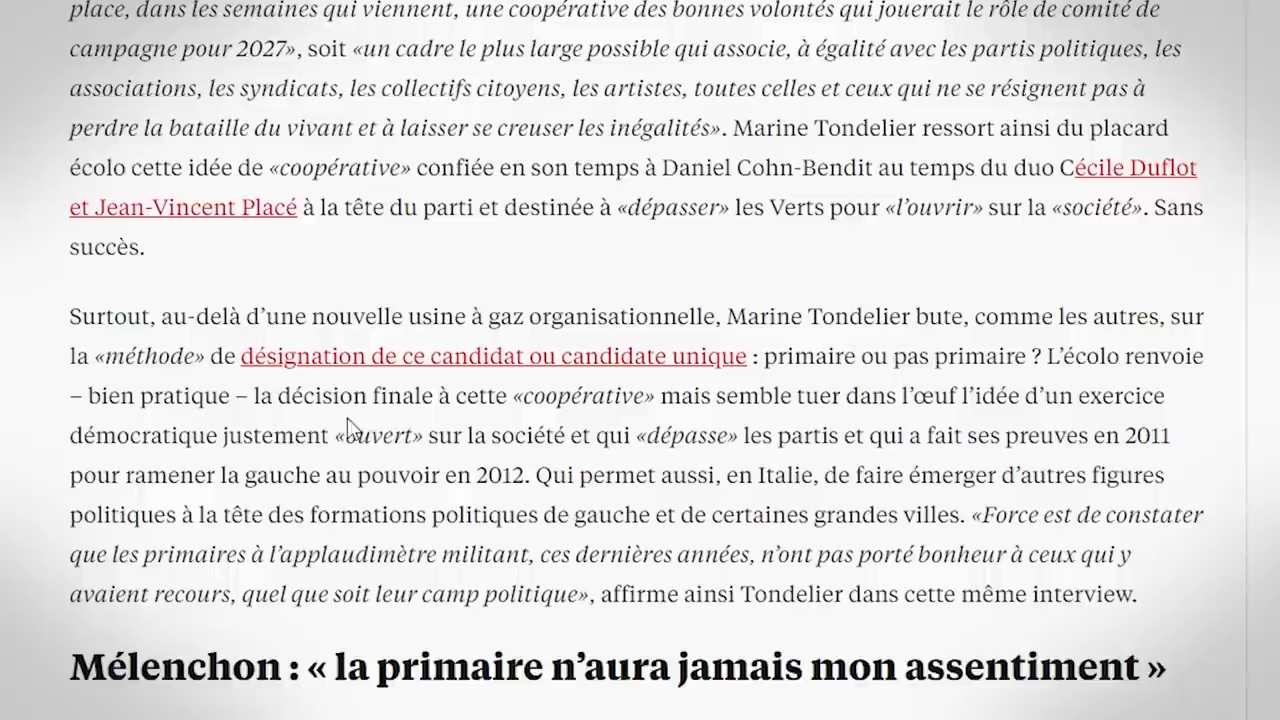 place, dans les semaines qui viennent, une coopérative des bonnes volontés qui jouerait le rôle de comité de
campagne pour 2027», soit «un cadre le plus large possible qui associe, à égalité avec les partis politiques, les
associations, les syndicats, les collectifs citoyens, les artistes, toutes celles et ceux qui ne se résignent pas à
perdre la bataille du vivant et à laisser se creuser les inégalités». Marine Tondelier ressort ainsi du placard
écolo cette idée de «coopérative» confiée en son temps à Daniel Cohn-Bendit au temps du duo Cécile Duflot
et Jean-Vincent Placé à la tête du parti et destinée à «dépasser» les Verts pour «l’ouvrir» sur la «société». Sans
succès.
Surtout, au-delà d’une nouvelle usine à gaz organisationnelle, Marine Tondelier bute, comme les autres, sur
la «méthode» de désignation de ce candidat ou candidate unique : primaire ou pas primaire ? L’écolo renvoie
– bien pratique – la décision finale à cette «coopérative» mais semble tuer dans l’œuf l’idée d’un exercice
démocratique justement «ouvert» sur la société et qui «dépasse» les partis et qui a fait ses preuves en 2011
pour ramener la gauche au pouvoir en 2012. Qui permet aussi, en Italie, de faire émerger d’autres figures
politiques à la tête des formations politiques de gauche et de certaines grandes villes. «Force est de constater
que les primaires à l’applaudimètre militant, ces dernières années, n’ont pas porté bonheur à ceux qui y
avaient recours, quel que soit leur camp politique», affirme ainsi Tondelier dans cette même interview.
Mélenchon : « la primaire n’aura jamais mon assentiment »